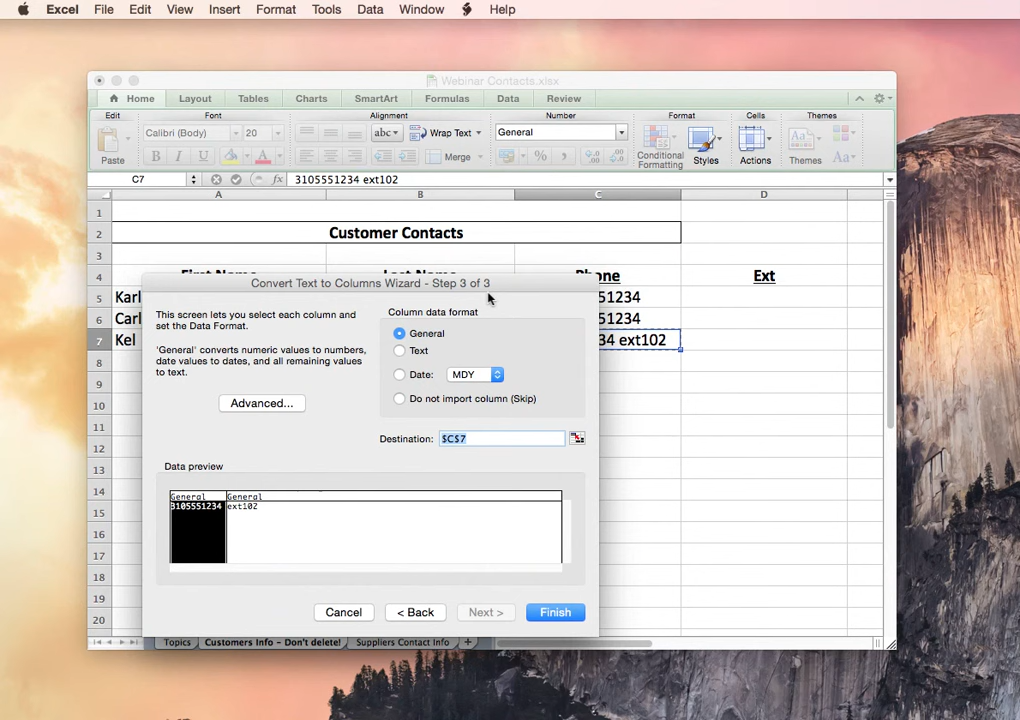 Excel File Edit View Insert Format Tools Data Window Help
Webinar Contacts.xlsx
Home Layout Tables Charts SmartArt Formulas Data Review
Edit Font Alignment Number Format Cells Themes
Calibri (Body) 20 abc Wrap Text General
Paste B I U A Merge % Conditional Formatting Styles Actions Themes Aa
C7 fx 3105551234 ext102
A B C D
1
2 Customer Contacts
3
4 First Name Last Name Phone Ext
5 Karl 51234
6 Carl 51234
7 Kel 34 ext102
8
9
10
11
12
13
14
15
16
17
18
19
20
Convert Text to Columns Wizard - Step 3 of 3
This screen lets you select each column and
set the Data Format.
'General' converts numeric values to numbers,
date values to dates, and all remaining values
to text.
Advanced...
Column data format
General
Text
Date: MDY
Do not import column (Skip)
Destination: $C$7
Data preview
General General
3105551234 ext102
Cancel < Back Next > Finish
Topics Customers Info - Don't delete! Suppliers Contact Info +